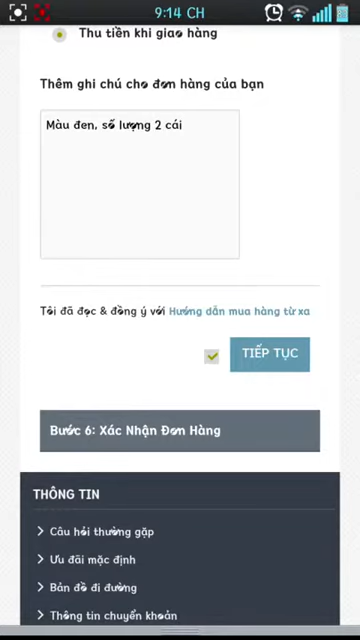 9:14 CH
Thu tiền khi giao hàng
Thêm ghi chú cho đơn hàng của bạn
Màu đen, số lượng 2 cái
Tôi đã đọc & đồng ý với Hướng dẫn mua hàng từ xa
TIẾP TỤC
Bước 6: Xác Nhận Đơn Hàng
THÔNG TIN
Câu hỏi thường gặp
Ưu đãi mặc định
Bản đồ đi đường
Thông tin chuyển khoản